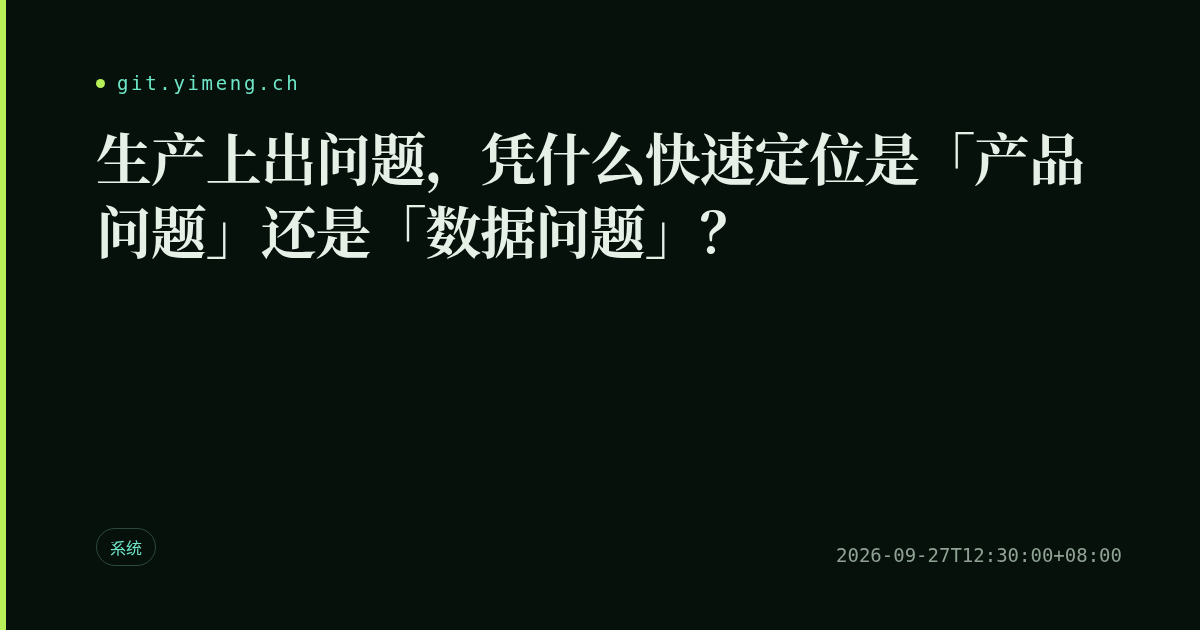 git.yimeng.ch
生产上出问题，凭什么快速定位是「产品
问题」还是「数据问题」？
系统
2026-09-27T12:30:00+08:00